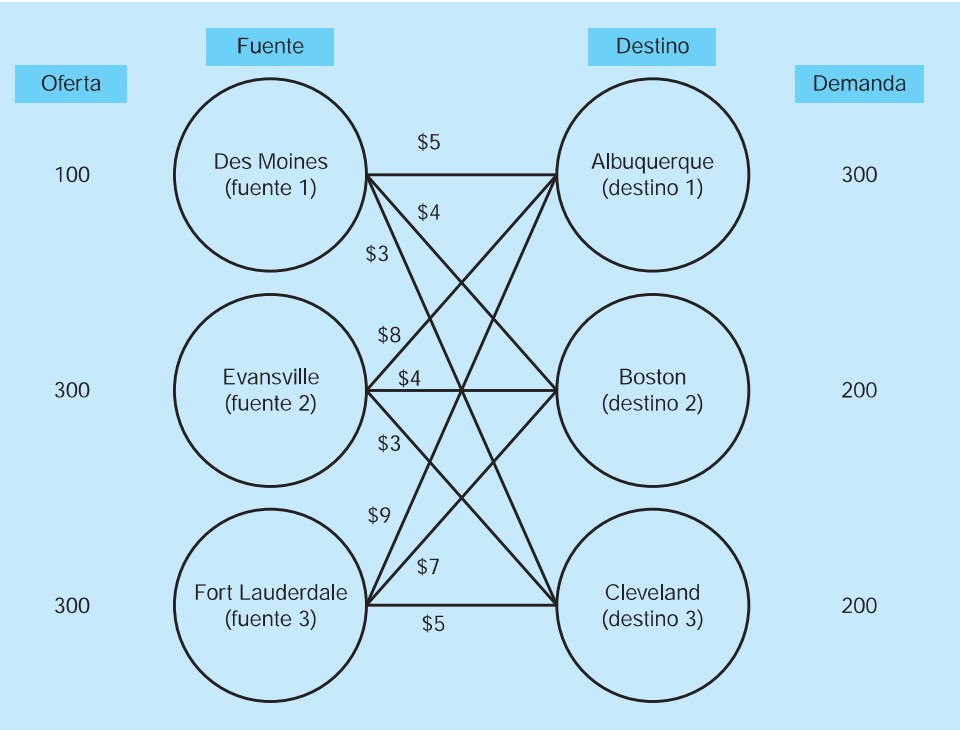 Fuente
Destino
Oferta
Demanda
$5
Des Moines
(fuente 1)
Albuquerque
(destino 1)
100
300
$4
$3
$8
Evansville
(fuente 2)
$4
Boston
(destino 2)
300
200
$3
$9
$7
Fort Lauderdale
(fuente 3)
Cleveland
(destino 3)
300
200
$5